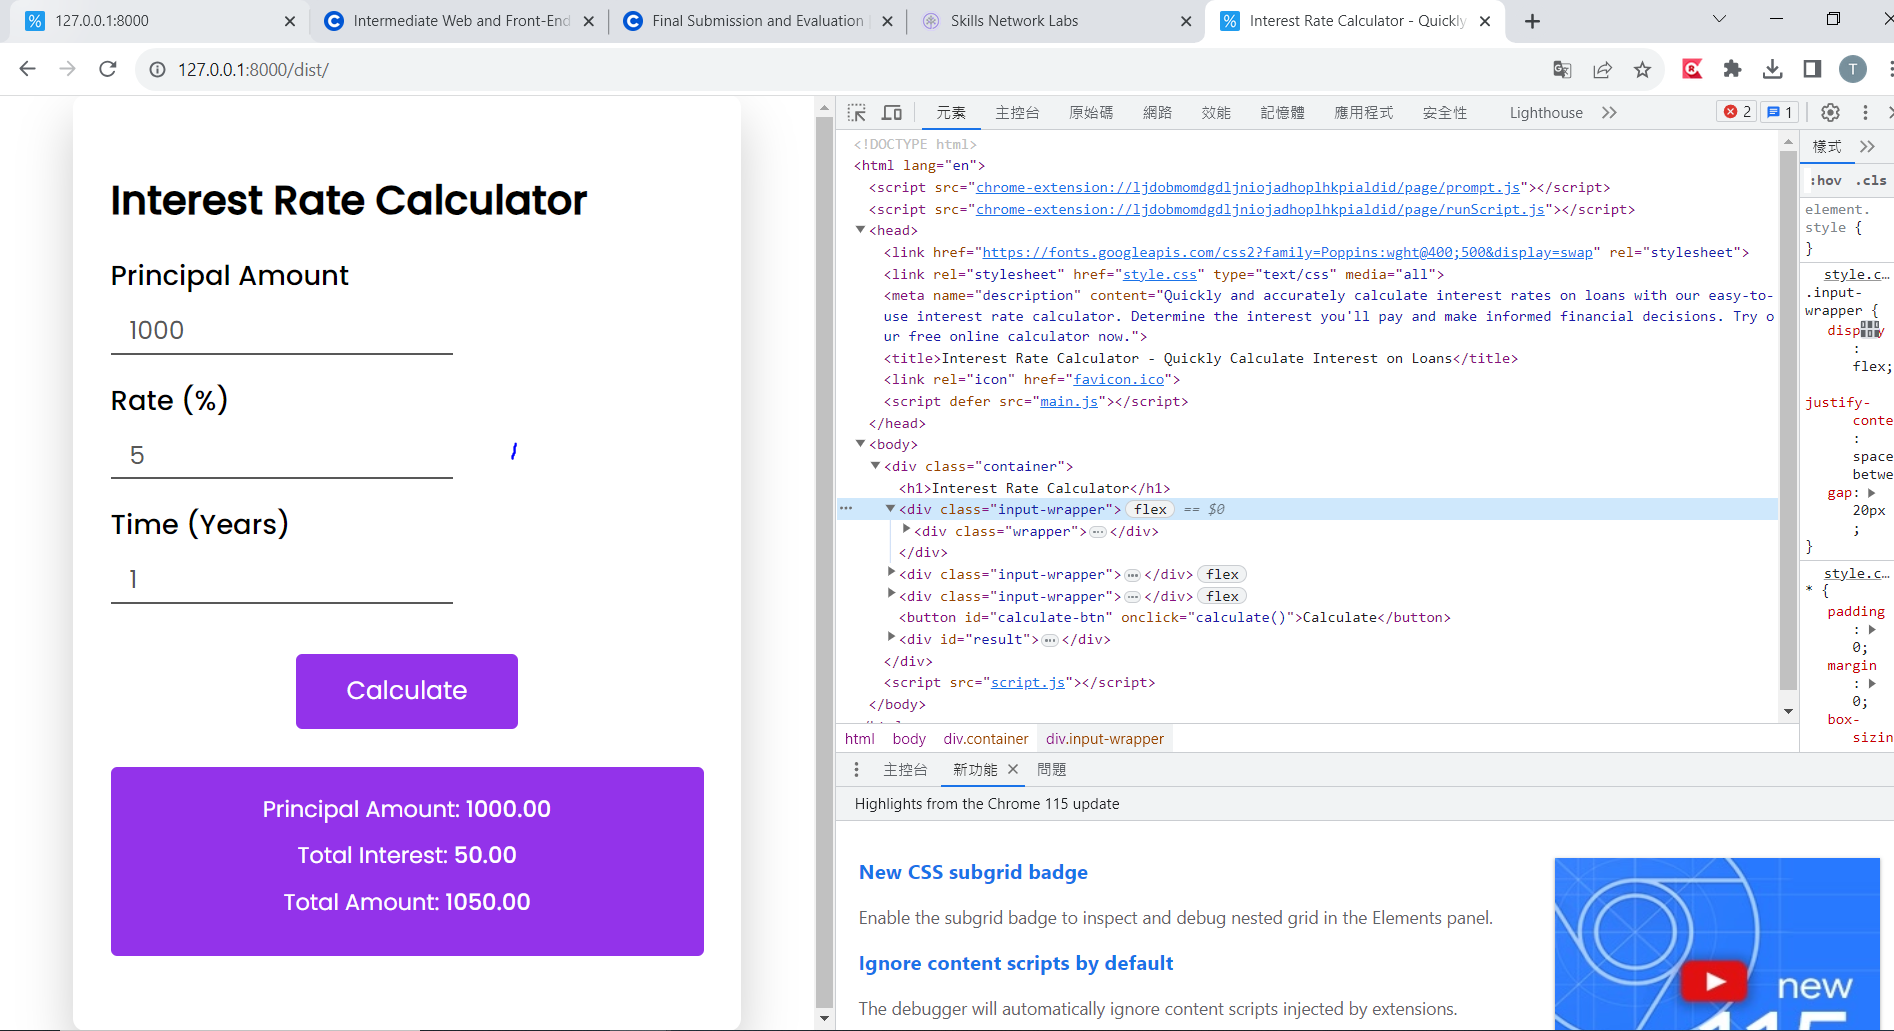 127.0.0.1:8000
Intermediate Web and Front-End
Final Submission and Evaluation
Skills Network Labs
Interest Rate Calculator - Quickly
127.0.0.1:8000/dist/
T
Interest Rate Calculator
Principal Amount
1000
Rate (%)
5
Time (Years)
1
Calculate
Principal Amount: 1000.00
Total Interest: 50.00
Total Amount: 1050.00
元素 主控台 原始碼 網路 效能 記憶體 應用程式 安全性 Lighthouse 2 1
<!DOCTYPE html>
<html lang="en">
<script src="chrome-extension://ljdobmomdgdljniojadhoplhkpialdid/page/prompt.js"></script>
<script src="chrome-extension://ljdobmomdgdljniojadhoplhkpialdid/page/runScript.js"></script>
<head>
<link href="https://fonts.googleapis.com/css2?family=Poppins:wght@400;500&display=swap" rel="stylesheet">
<link rel="stylesheet" href="style.css" type="text/css" media="all">
<meta name="description" content="Quickly and accurately calculate interest rates on loans with our easy-to-
use interest rate calculator. Determine the interest you'll pay and make informed financial decisions. Try o
ur free online calculator now.">
<title>Interest Rate Calculator - Quickly Calculate Interest on Loans</title>
<link rel="icon" href="favicon.ico">
<script defer src="main.js"></script>
</head>
<body>
<div class="container">
<h1>Interest Rate Calculator</h1>
<div class="input-wrapper"> flex == $0
<div class="wrapper">…</div>
</div>
<div class="input-wrapper">…</div> flex
<div class="input-wrapper">…</div> flex
<button id="calculate-btn" onclick="calculate()">Calculate</button>
<div id="result">…</div>
</div>
<script src="script.js"></script>
</body>
html body div.container div.input-wrapper
樣式
:hov .cls
element.
style {
}
style.c…
.input-
wrapper {
display
:
flex;
justify-
conte
:
space
betwe
gap:
20px
;
}
style.c…
* {
padding
:
0;
margin
:
0;
box-
sizin
主控台 新功能 問題
Highlights from the Chrome 115 update
New CSS subgrid badge
Enable the subgrid badge to inspect and debug nested grid in the Elements panel.
Ignore content scripts by default
The debugger will automatically ignore content scripts injected by extensions.
new
115